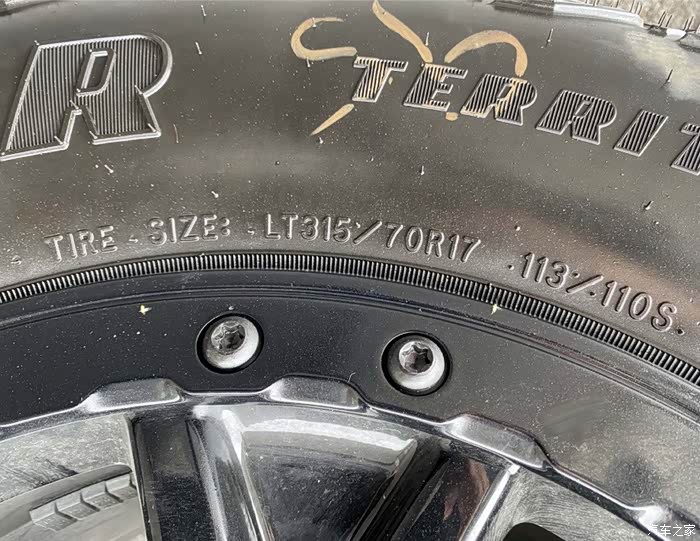 R TERRIT
TIRE SIZE: LT315/70R17 113/110S
汽车之家